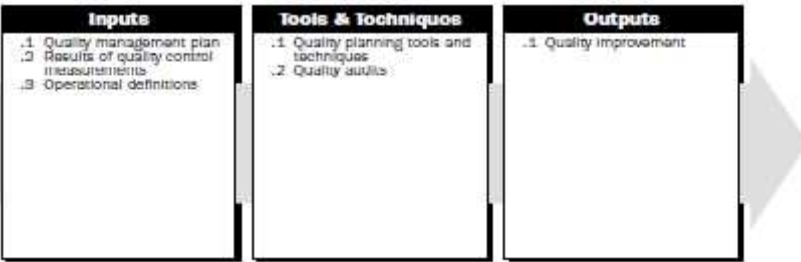 Inputs
.1 Quality management plan
.2 Results of quality control
measurements
.3 Operational definitions
Tools & Techniques
.1 Quality planning tools and
techniques
.2 Quality audits
Outputs
.1 Quality improvement